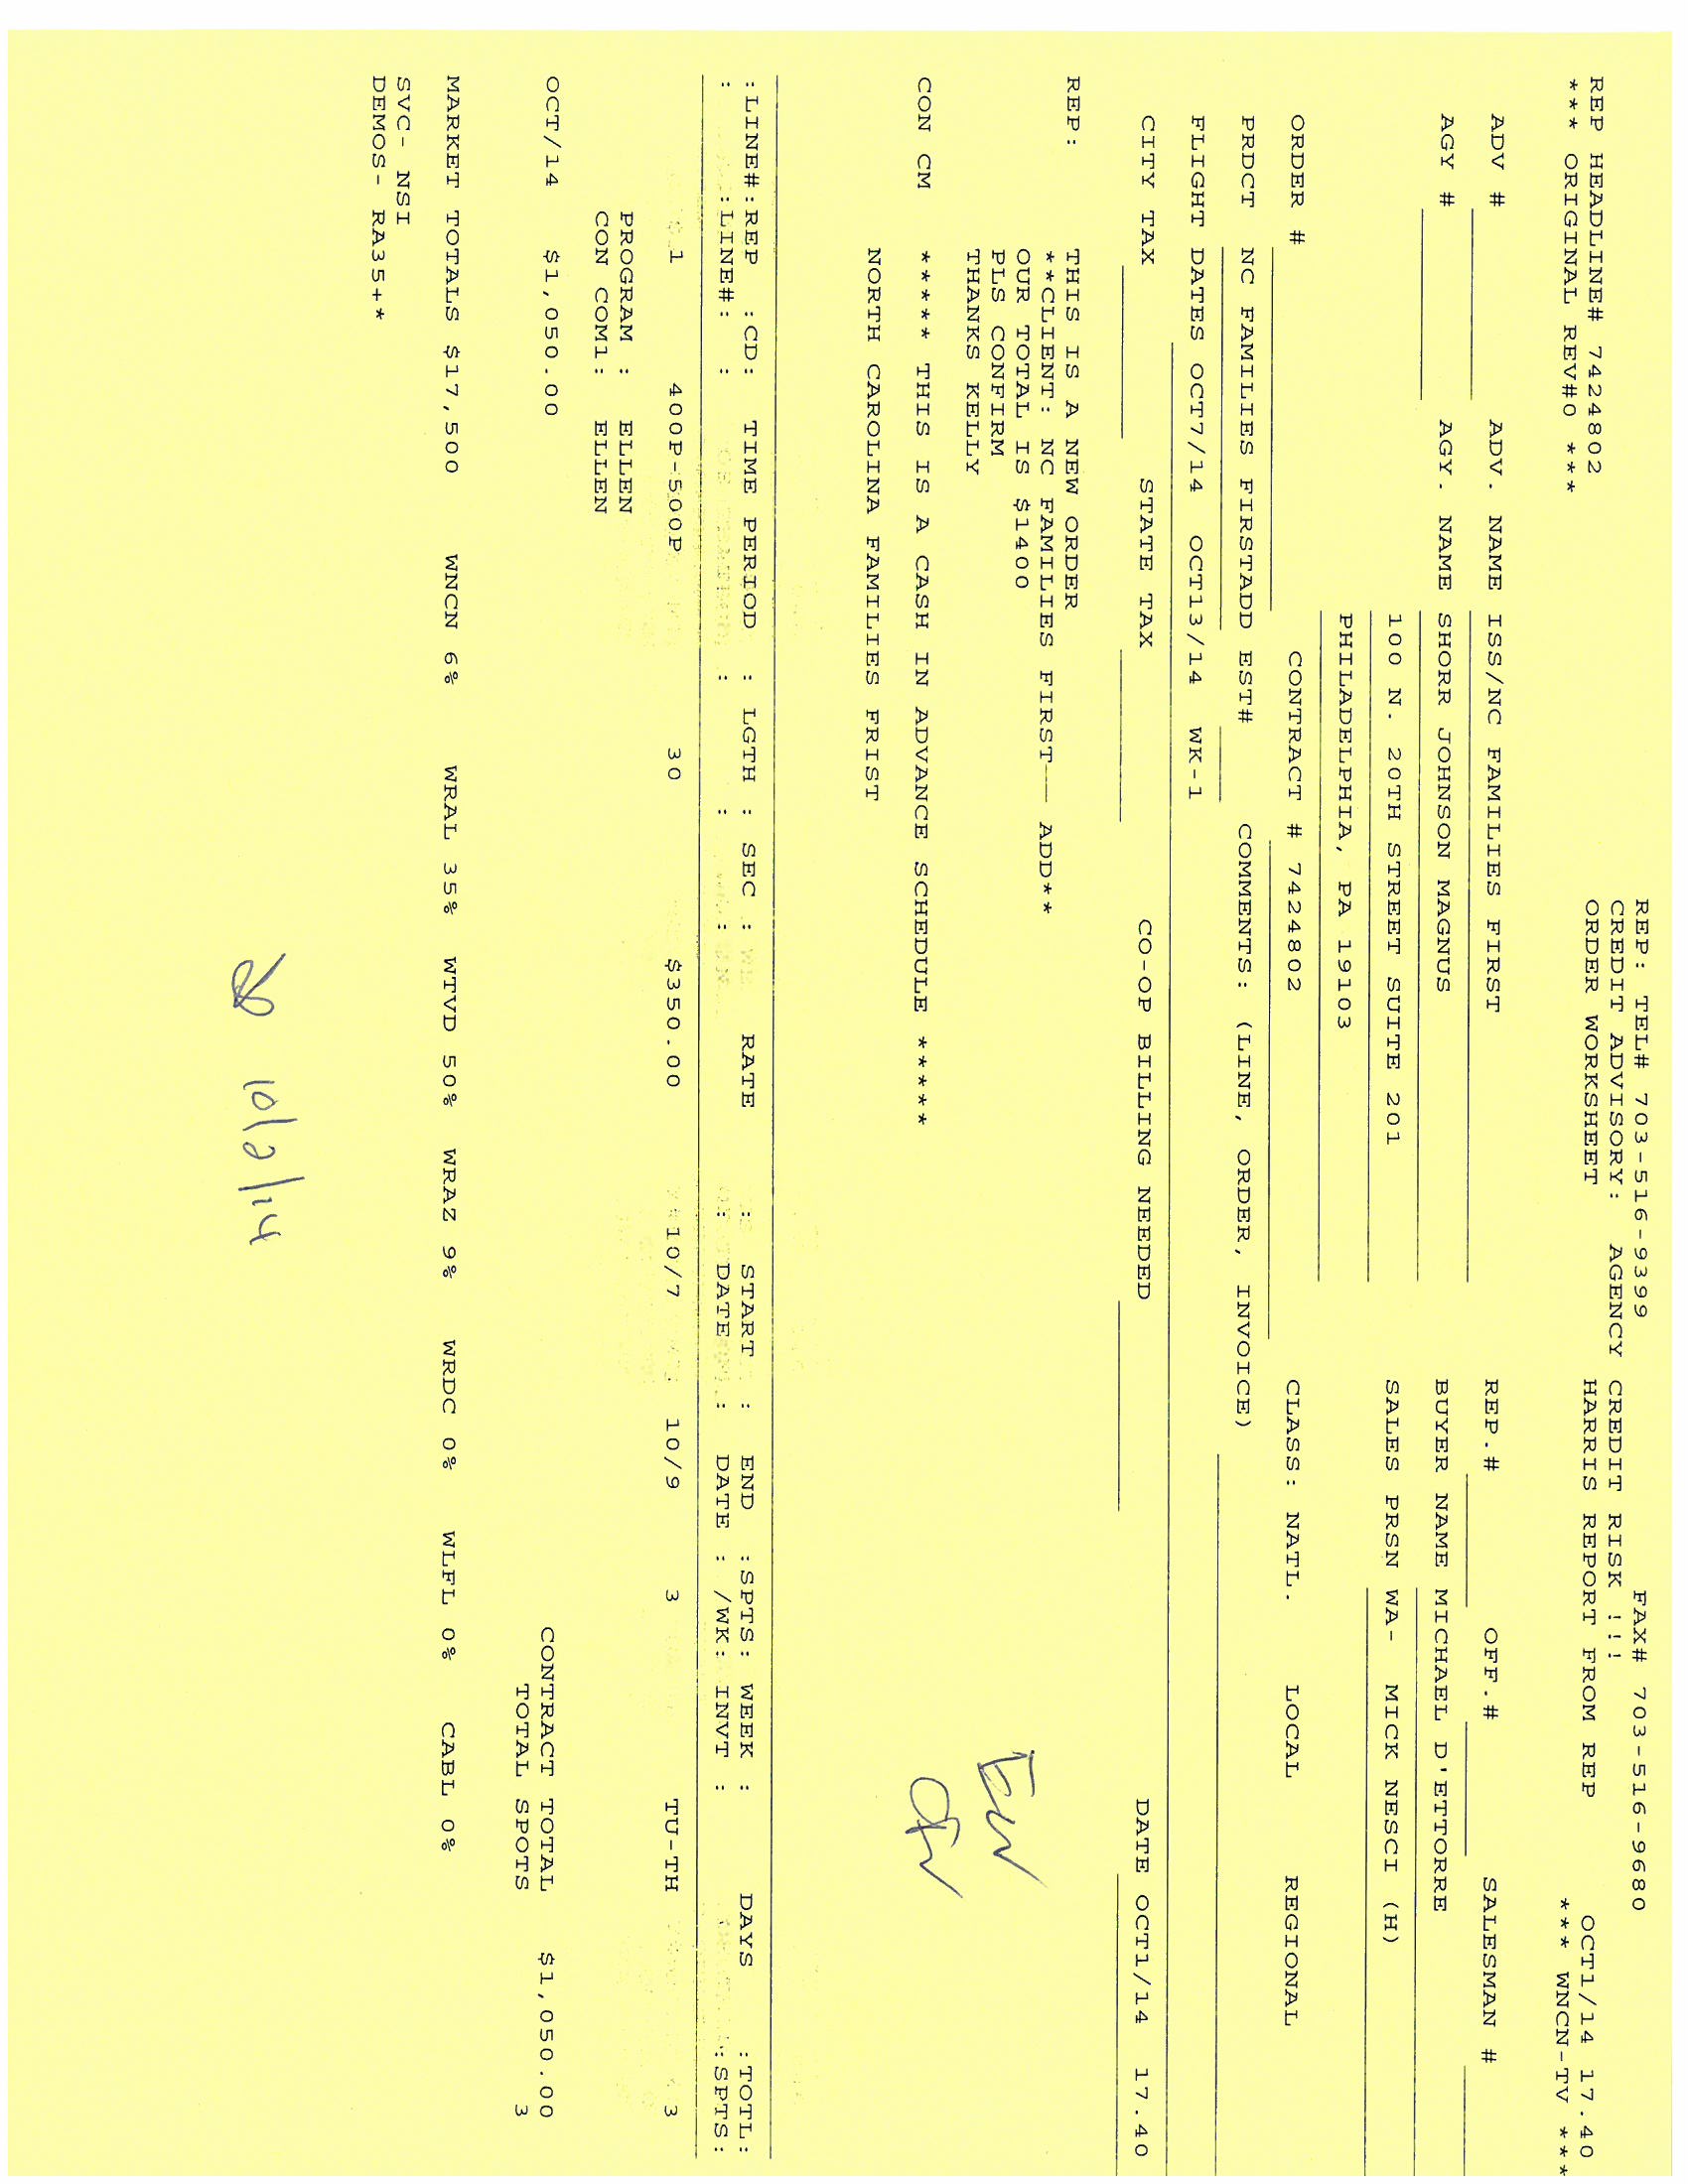 REP: TEL# 703-516-9399 FAX# 703-516-9680
CREDIT ADVISORY: AGENCY CREDIT RISK !!!
REP HEADLINE# 7424802 ORDER WORKSHEET HARRIS REPORT FROM REP OCT1/14 17.40
*** ORIGINAL REV#0 *** *** WNCN-TV ***
ADV # ADV. NAME ISS/NC FAMILIES FIRST REP.# OFF.# SALESMAN #
AGY # AGY. NAME SHORR JOHNSON MAGNUS BUYER NAME MICHAEL D'ETTORRE
100 N. 20TH STREET SUITE 201 SALES PRSN WA- MICK NESCI (H)
PHILADELPHIA, PA 19103
ORDER # CONTRACT # 7424802 CLASS: NATL. LOCAL REGIONAL
PRDCT NC FAMILIES FIRSTADD EST# COMMENTS: (LINE, ORDER, INVOICE)
FLIGHT DATES OCT7/14 OCT13/14 WK-1
CITY TAX STATE TAX CO-OP BILLING NEEDED DATE OCT1/14 17.40
REP: THIS IS A NEW ORDER
**CLIENT: NC FAMILIES FIRST-- ADD**
OUR TOTAL IS $1400
PLS CONFIRM
THANKS KELLY
CON CM ***** THIS IS A CASH IN ADVANCE SCHEDULE *****
NORTH CAROLINA FAMILIES FRIST
:LINE#:REP :CD: TIME PERIOD : LGTH : SEC : RATE : START : END :SPTS: WEEK : DAYS :TOTL:
: :LINE#: : : : : : DATE : DATE : /WK: INVT : :SPTS:
1 400P-500P 30 $350.00 10/7 10/9 3 TU-TH 3
PROGRAM : ELLEN
CON COM1: ELLEN
OCT/14 $1,050.00 CONTRACT TOTAL $1,050.00
TOTAL SPOTS 3
MARKET TOTALS $17,500 WNCN 6% WRAL 35% WTVD 50% WRAZ 9% WRDC 0% WLFL 0% CABL 0%
SVC- NSI
DEMOS- RA35+*
10/2/14